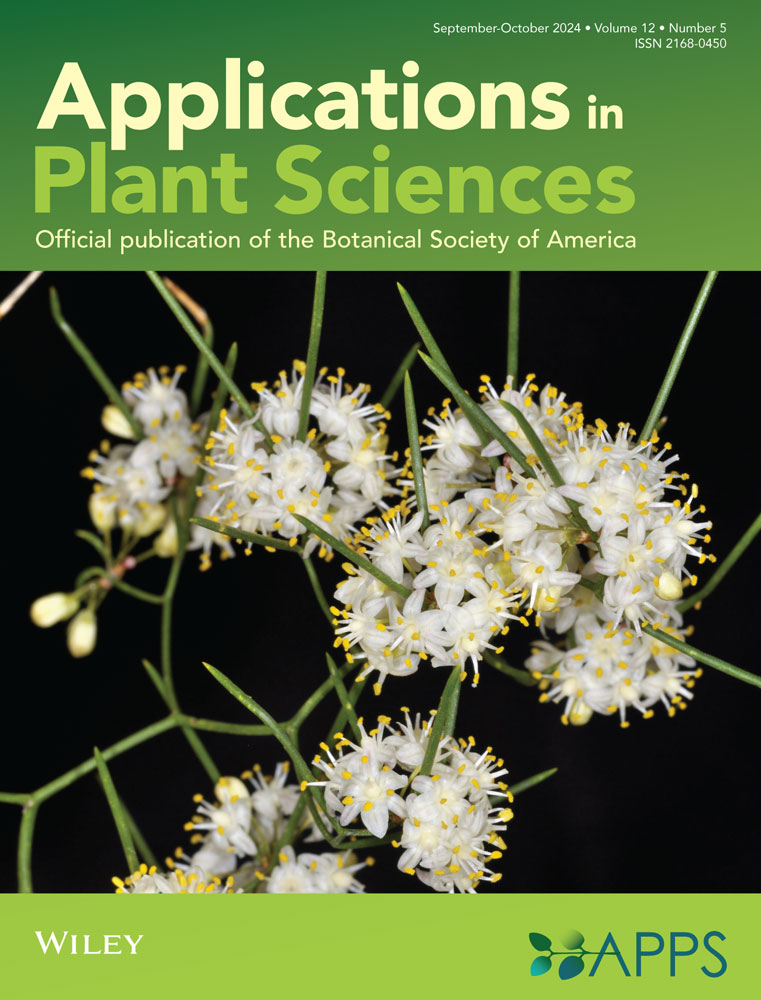 September-October 2024 • Volume 12 • Number 5
ISSN 2168-0450
Applications in
Plant Sciences
Official publication of the Botanical Society of America
WILEY
APPS